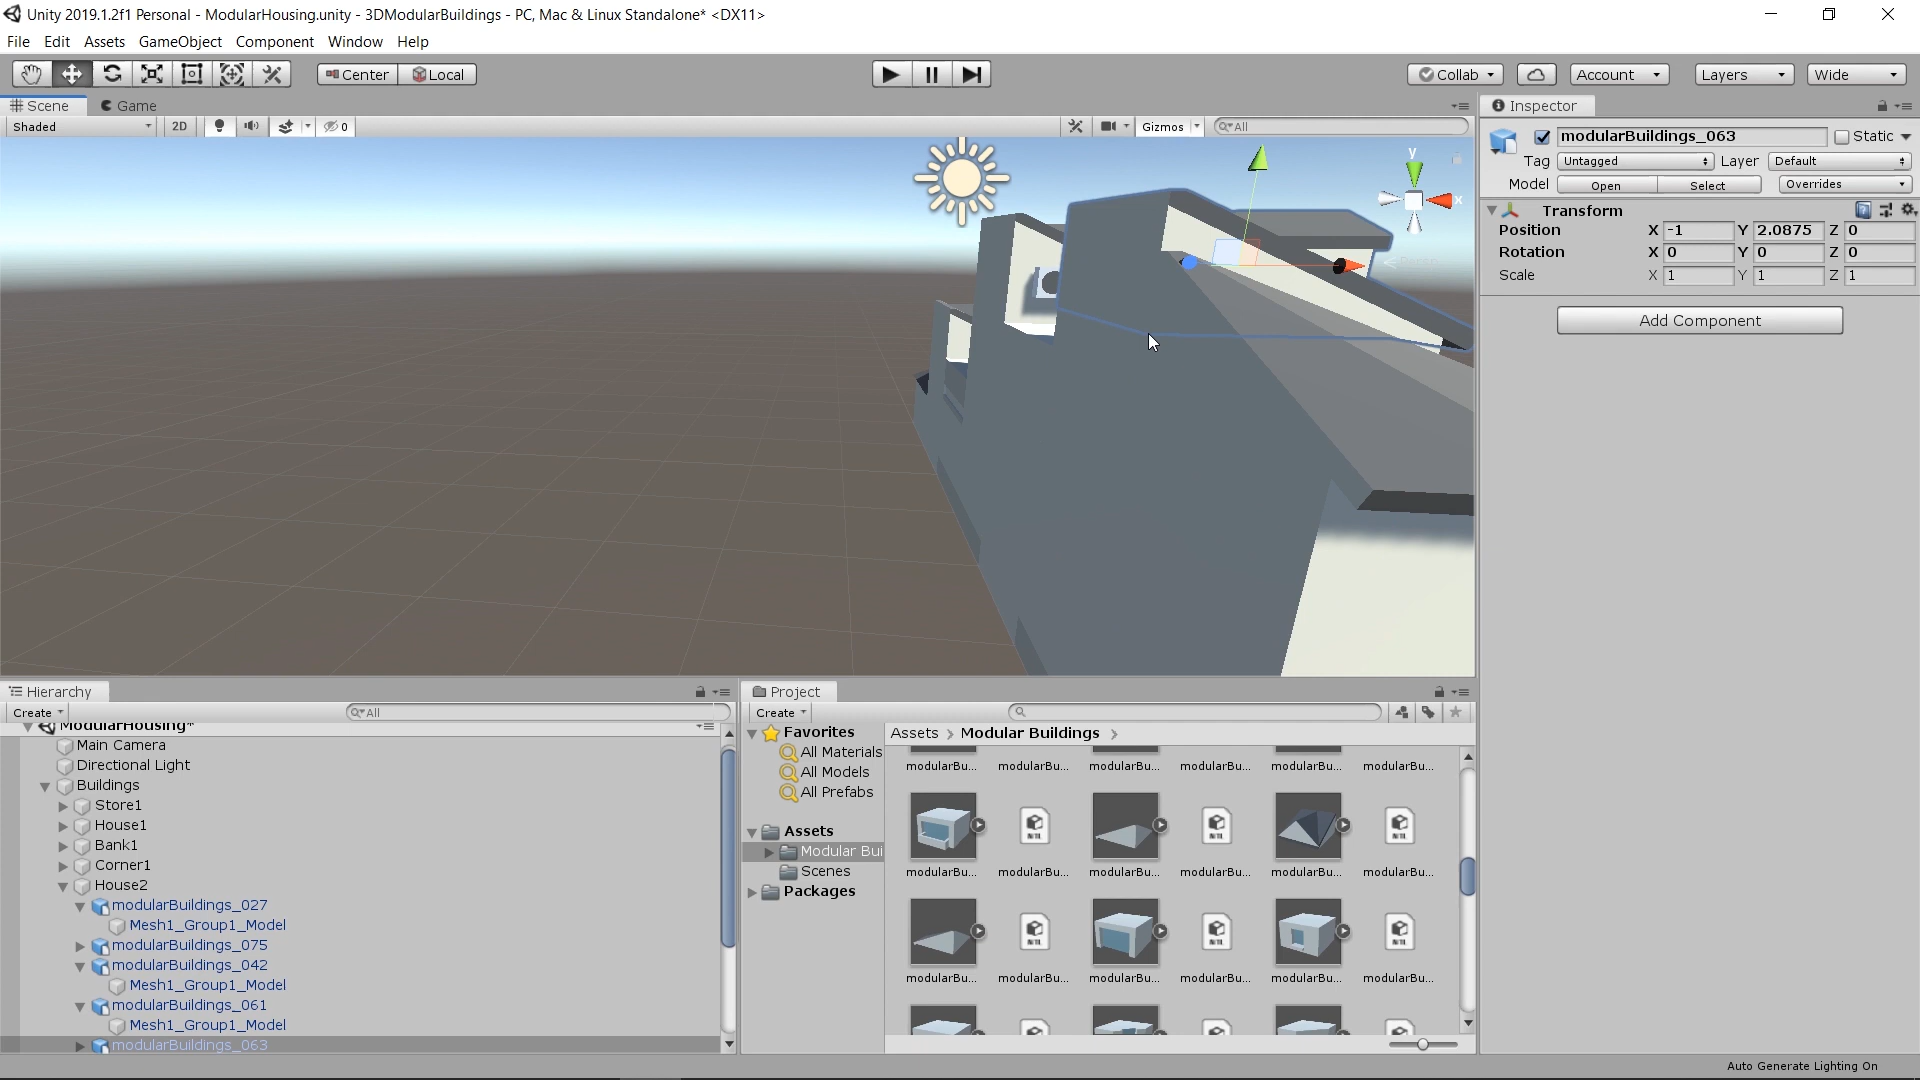 Unity 2019.1.2f1 Personal - ModularHousing.unity - 3DModularBuildings - PC, Mac & Linux Standalone* <DX11>
File Edit Assets GameObject Component Window Help
Center Local Collab Account Layers Wide
Scene Game Inspector
Shaded 2D 0 Gizmos All
modularBuildings_063 Static
Tag Untagged Layer Default
Model Open Select Overrides
Transform
Position X -1 Y 2.0875 Z 0
Rotation X 0 Y 0 Z 0
Scale X 1 Y 1 Z 1
Add Component
y
x
Hierarchy
Create All
ModularHousing*
Main Camera
Directional Light
Buildings
Store1
House1
Bank1
Corner1
House2
modularBuildings_027
Mesh1_Group1_Model
modularBuildings_075
modularBuildings_042
Mesh1_Group1_Model
modularBuildings_061
Mesh1_Group1_Model
modularBuildings_063
Project
Create
Favorites
All Materials
All Models
All Prefabs
Assets
Modular Bui
Scenes
Packages
Assets Modular Buildings
modularBu... modularBu... modularBu... modularBu... modularBu... modularBu...
modularBu... modularBu... modularBu... modularBu... modularBu... modularBu...
modularBu... modularBu... modularBu... modularBu... modularBu... modularBu...
Auto Generate Lighting On